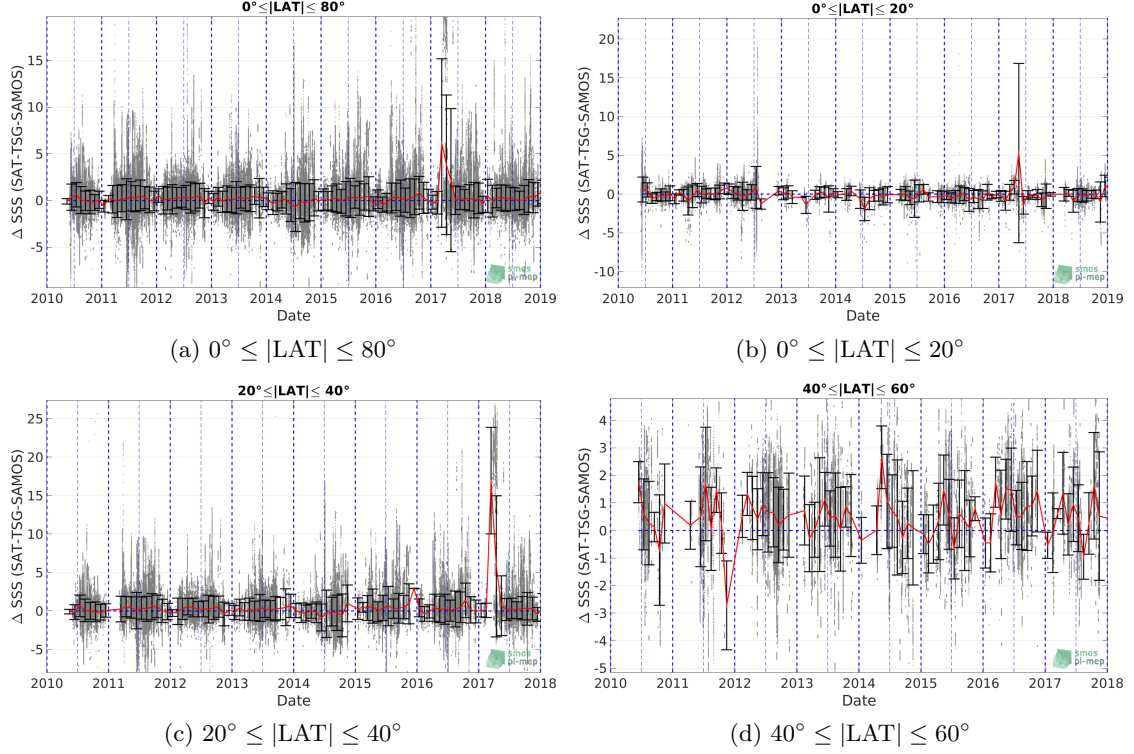 0°≤|LAT|≤ 80°
Δ SSS (SAT-TSG-SAMOS)
15
10
5
0
-5
2010 2011 2012 2013 2014 2015 2016 2017 2018 2019
Date
smos
pi-mep
(a) 0° ≤ |LAT| ≤ 80°
0°≤|LAT|≤ 20°
Δ SSS (SAT-TSG-SAMOS)
20
15
10
5
0
-5
-10
2010 2011 2012 2013 2014 2015 2016 2017 2018 2019
Date
smos
pi-mep
(b) 0° ≤ |LAT| ≤ 20°
20°≤|LAT|≤ 40°
Δ SSS (SAT-TSG-SAMOS)
25
20
15
10
5
0
-5
2010 2011 2012 2013 2014 2015 2016 2017 2018
Date
smos
pi-mep
(c) 20° ≤ |LAT| ≤ 40°
40°≤|LAT|≤ 60°
Δ SSS (SAT-TSG-SAMOS)
4
3
2
1
0
-1
-2
-3
-4
-5
2010 2011 2012 2013 2014 2015 2016 2017 2018
Date
smos
pi-mep
(d) 40° ≤ |LAT| ≤ 60°